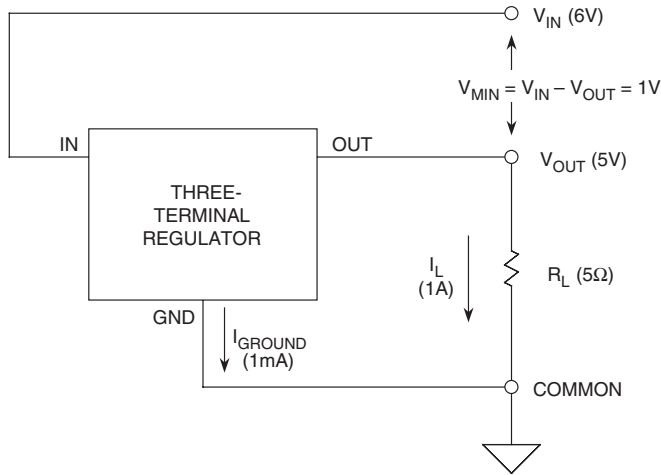 V_IN (6V)
V_MIN = V_IN – V_OUT = 1V
IN
OUT
V_OUT (5V)
THREE-
TERMINAL
REGULATOR
I_L
(1A)
R_L (5Ω)
GND
I_GROUND
(1mA)
COMMON